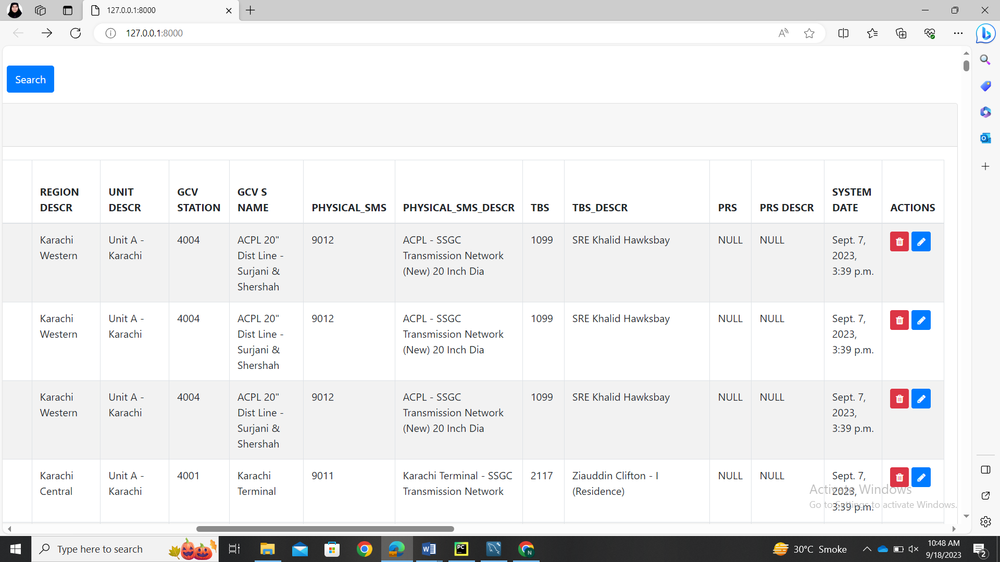 127.0.0.1:8000
127.0.0.1:8000
Search
REGION DESCR
UNIT DESCR
GCV STATION
GCV S NAME
PHYSICAL_SMS
PHYSICAL_SMS_DESCR
TBS
TBS_DESCR
PRS
PRS DESCR
SYSTEM DATE
ACTIONS
Karachi Western
Unit A - Karachi
4004
ACPL 20" Dist Line - Surjani & Shershah
9012
ACPL - SSGC Transmission Network (New) 20 Inch Dia
1099
SRE Khalid Hawksbay
NULL
NULL
Sept. 7, 2023, 3:39 p.m.
Karachi Western
Unit A - Karachi
4004
ACPL 20" Dist Line - Surjani & Shershah
9012
ACPL - SSGC Transmission Network (New) 20 Inch Dia
1099
SRE Khalid Hawksbay
NULL
NULL
Sept. 7, 2023, 3:39 p.m.
Karachi Western
Unit A - Karachi
4004
ACPL 20" Dist Line - Surjani & Shershah
9012
ACPL - SSGC Transmission Network (New) 20 Inch Dia
1099
SRE Khalid Hawksbay
NULL
NULL
Sept. 7, 2023, 3:39 p.m.
Karachi Central
Unit A - Karachi
4001
Karachi Terminal
9011
Karachi Terminal - SSGC Transmission Network
2117
Ziauddin Clifton - I (Residence)
NULL
NULL
Sept. 7, 2023, 3:39 p.m.
Activate Windows
Go to Settings to activate Windows.
Type here to search
30°C Smoke
10:48 AM
9/18/2023
2